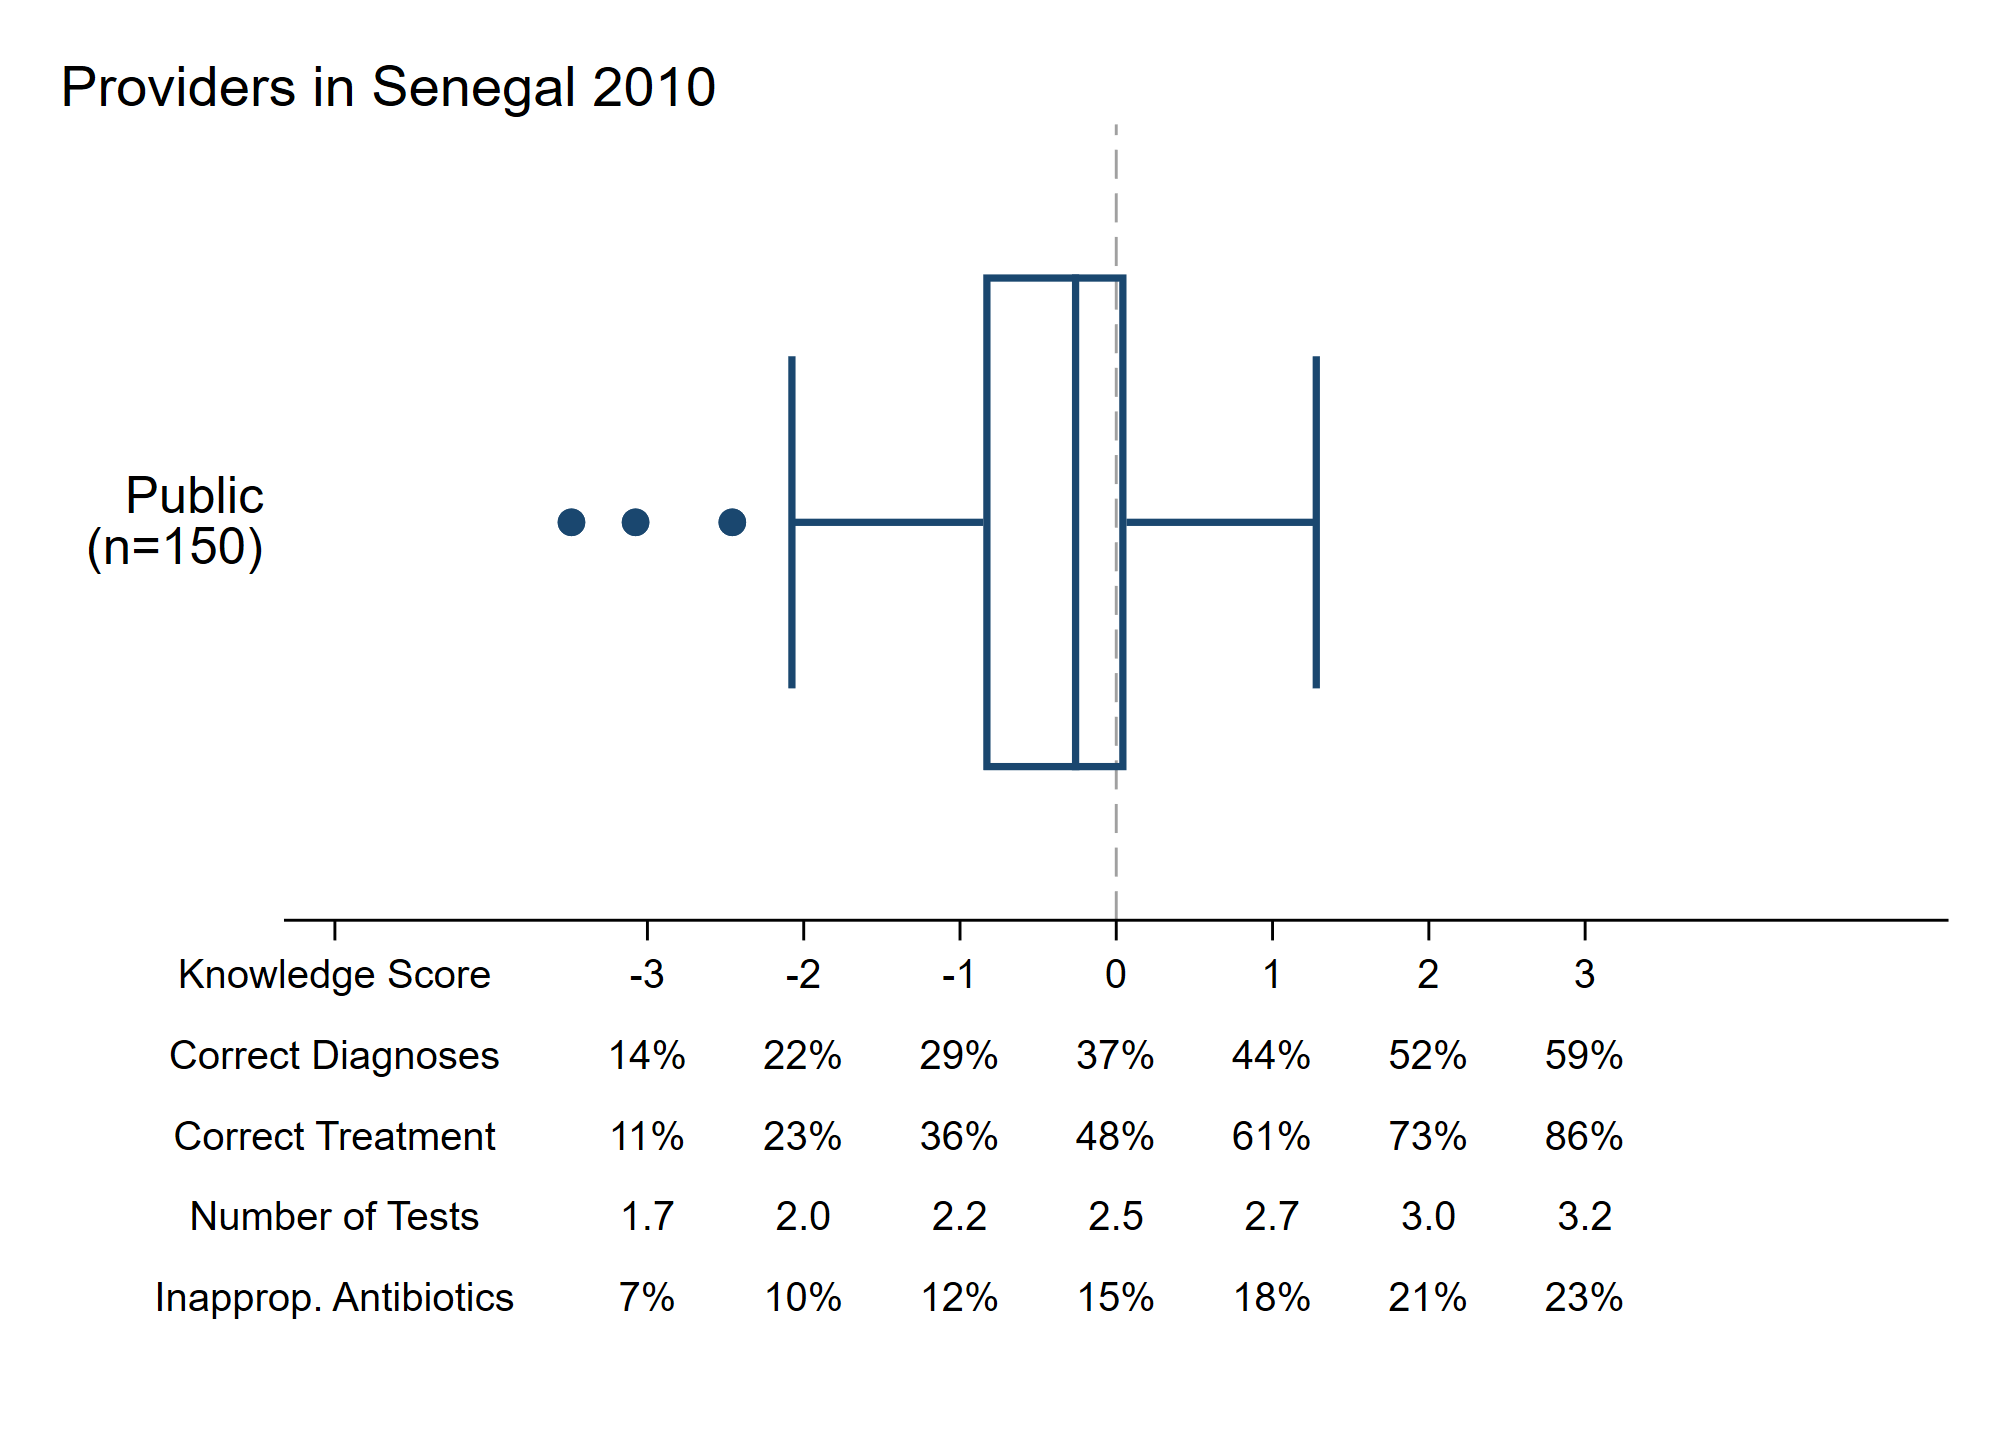 Providers in Senegal 2010
Public
(n=150)
Knowledge Score -3 -2 -1 0 1 2 3
Correct Diagnoses 14% 22% 29% 37% 44% 52% 59%
Correct Treatment 11% 23% 36% 48% 61% 73% 86%
Number of Tests 1.7 2.0 2.2 2.5 2.7 3.0 3.2
Inapprop. Antibiotics 7% 10% 12% 15% 18% 21% 23%